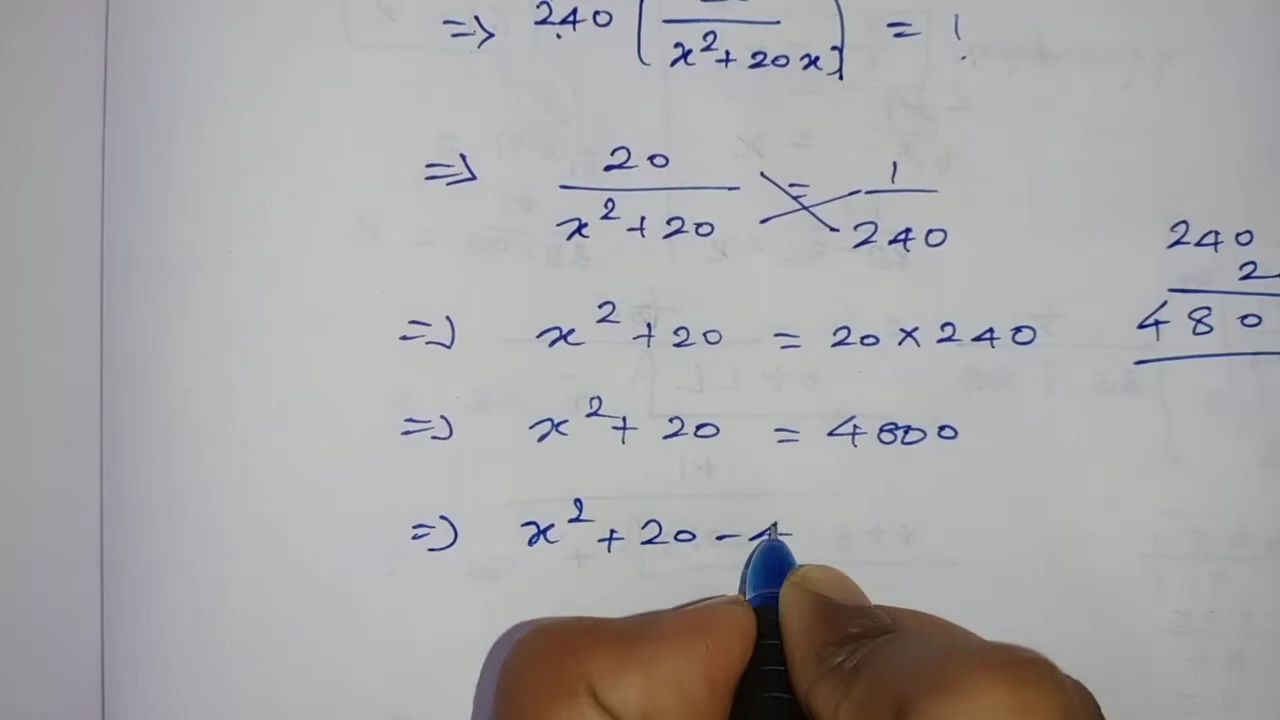 => 240 ( / x² + 20x ) = 1
=> 20 / x² + 20 = 1 / 240
240
2
480
=> x² + 20 = 20 × 240
=> x² + 20 = 4800
=> x² + 20 - 4